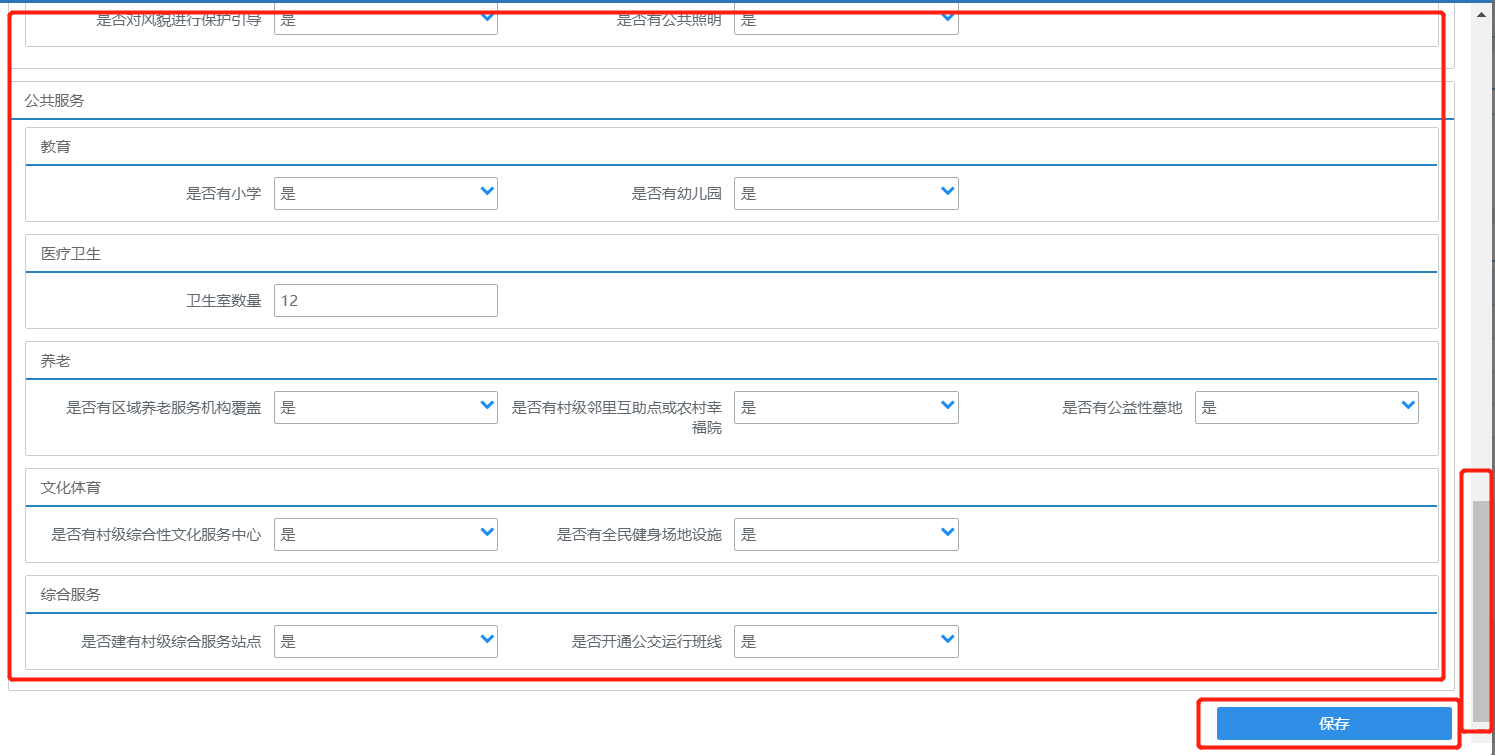 是否对风貌进行保护引导 是 是否有公共照明 是
公共服务
教育
是否有小学 是 是否有幼儿园 是
医疗卫生
卫生室数量 12
养老
是否有区域养老服务机构覆盖 是 是否有村级邻里互助点或农村幸 是 是否有公益性墓地 是
福院
文化体育
是否有村级综合性文化服务中心 是 是否有全民健身场地设施 是
综合服务
是否建有村级综合服务站点 是 是否开通公交运行班线 是
保存